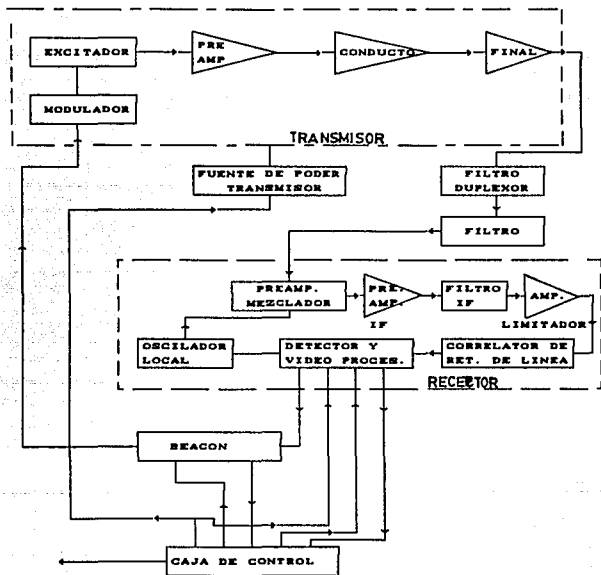 EXCITADOR
PRE
AMP
CONDUCTO.
FINAL
MODULADOR
TRANSMISOR
FUENTE DE PODER
TRANSMISOR
FILTRO
DUPLEXOR
FILTRO
PREAMP.
MEZCLADOR
PRE.
AMP.
IF
FILTRO
IF
AMP.
LIMITADOR
OSCILADOR
LOCAL
DETECTOR Y
VIDEO PROCES.
CORRELATOR DE
RET. DE LINEA
RECEPTOR
BEACON
CAJA DE CONTROL